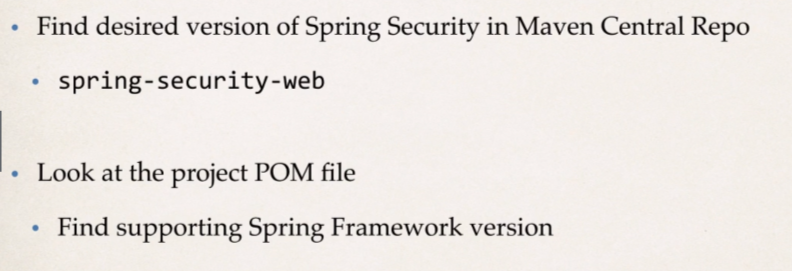 • Find desired version of Spring Security in Maven Central Repo
• spring-security-web
• Look at the project POM file
• Find supporting Spring Framework version